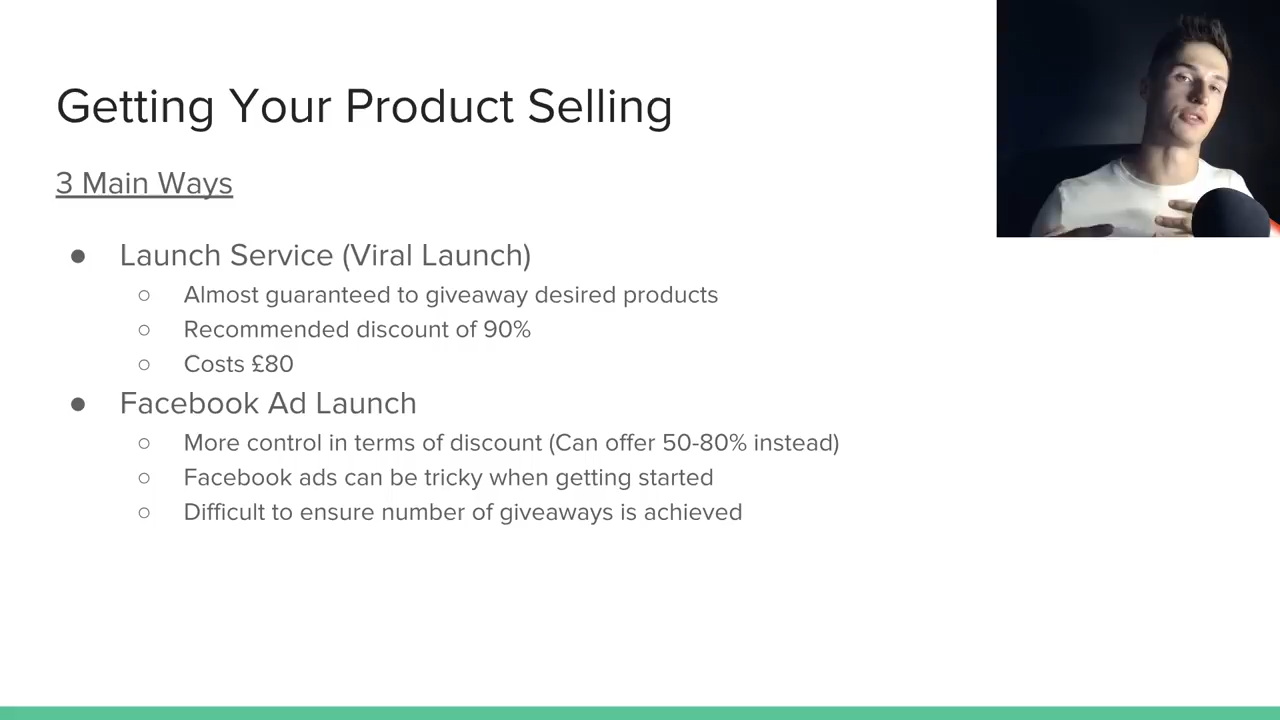 Getting Your Product Selling
3 Main Ways
● Launch Service (Viral Launch)
○ Almost guaranteed to giveaway desired products
○ Recommended discount of 90%
○ Costs £80
● Facebook Ad Launch
○ More control in terms of discount (Can offer 50-80% instead)
○ Facebook ads can be tricky when getting started
○ Difficult to ensure number of giveaways is achieved